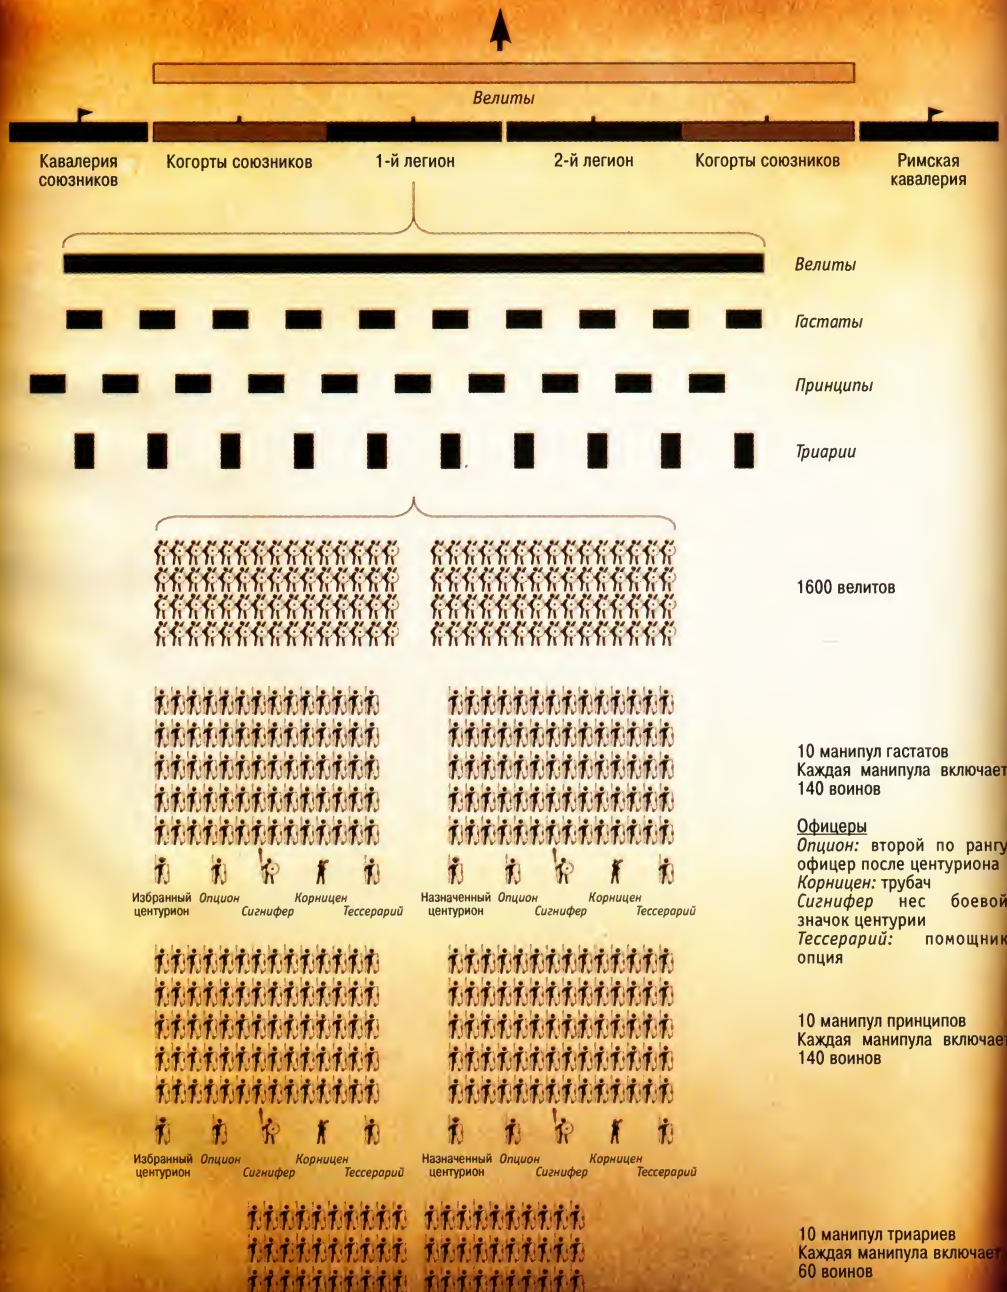 Велиты
Кавалерия
союзников
Когорты союзников
1-й легион
2-й легион
Когорты союзников
Римская
кавалерия
Велиты
Гастаты
Принципы
Триарии
1600 велитов
10 манипул гастатов
Каждая манипула включает
140 воинов
Офицеры
Опцион: второй по рангу
офицер после центуриона
Корницен: трубач
Сигнифер нес боевой
значок центурии
Тессерарий: помощник
опция
Избранный
центурион
Опцион
Сигнифер
Корницен
Тессерарий
Назначенный
центурион
Опцион
Сигнифер
Корницен
Тессерарий
10 манипул принципов
Каждая манипула включает
140 воинов
Избранный
центурион
Опцион
Сигнифер
Корницен
Тессерарий
Назначенный
центурион
Опцион
Сигнифер
Корницен
Тессерарий
10 манипул триариев
Каждая манипула включает
60 воинов